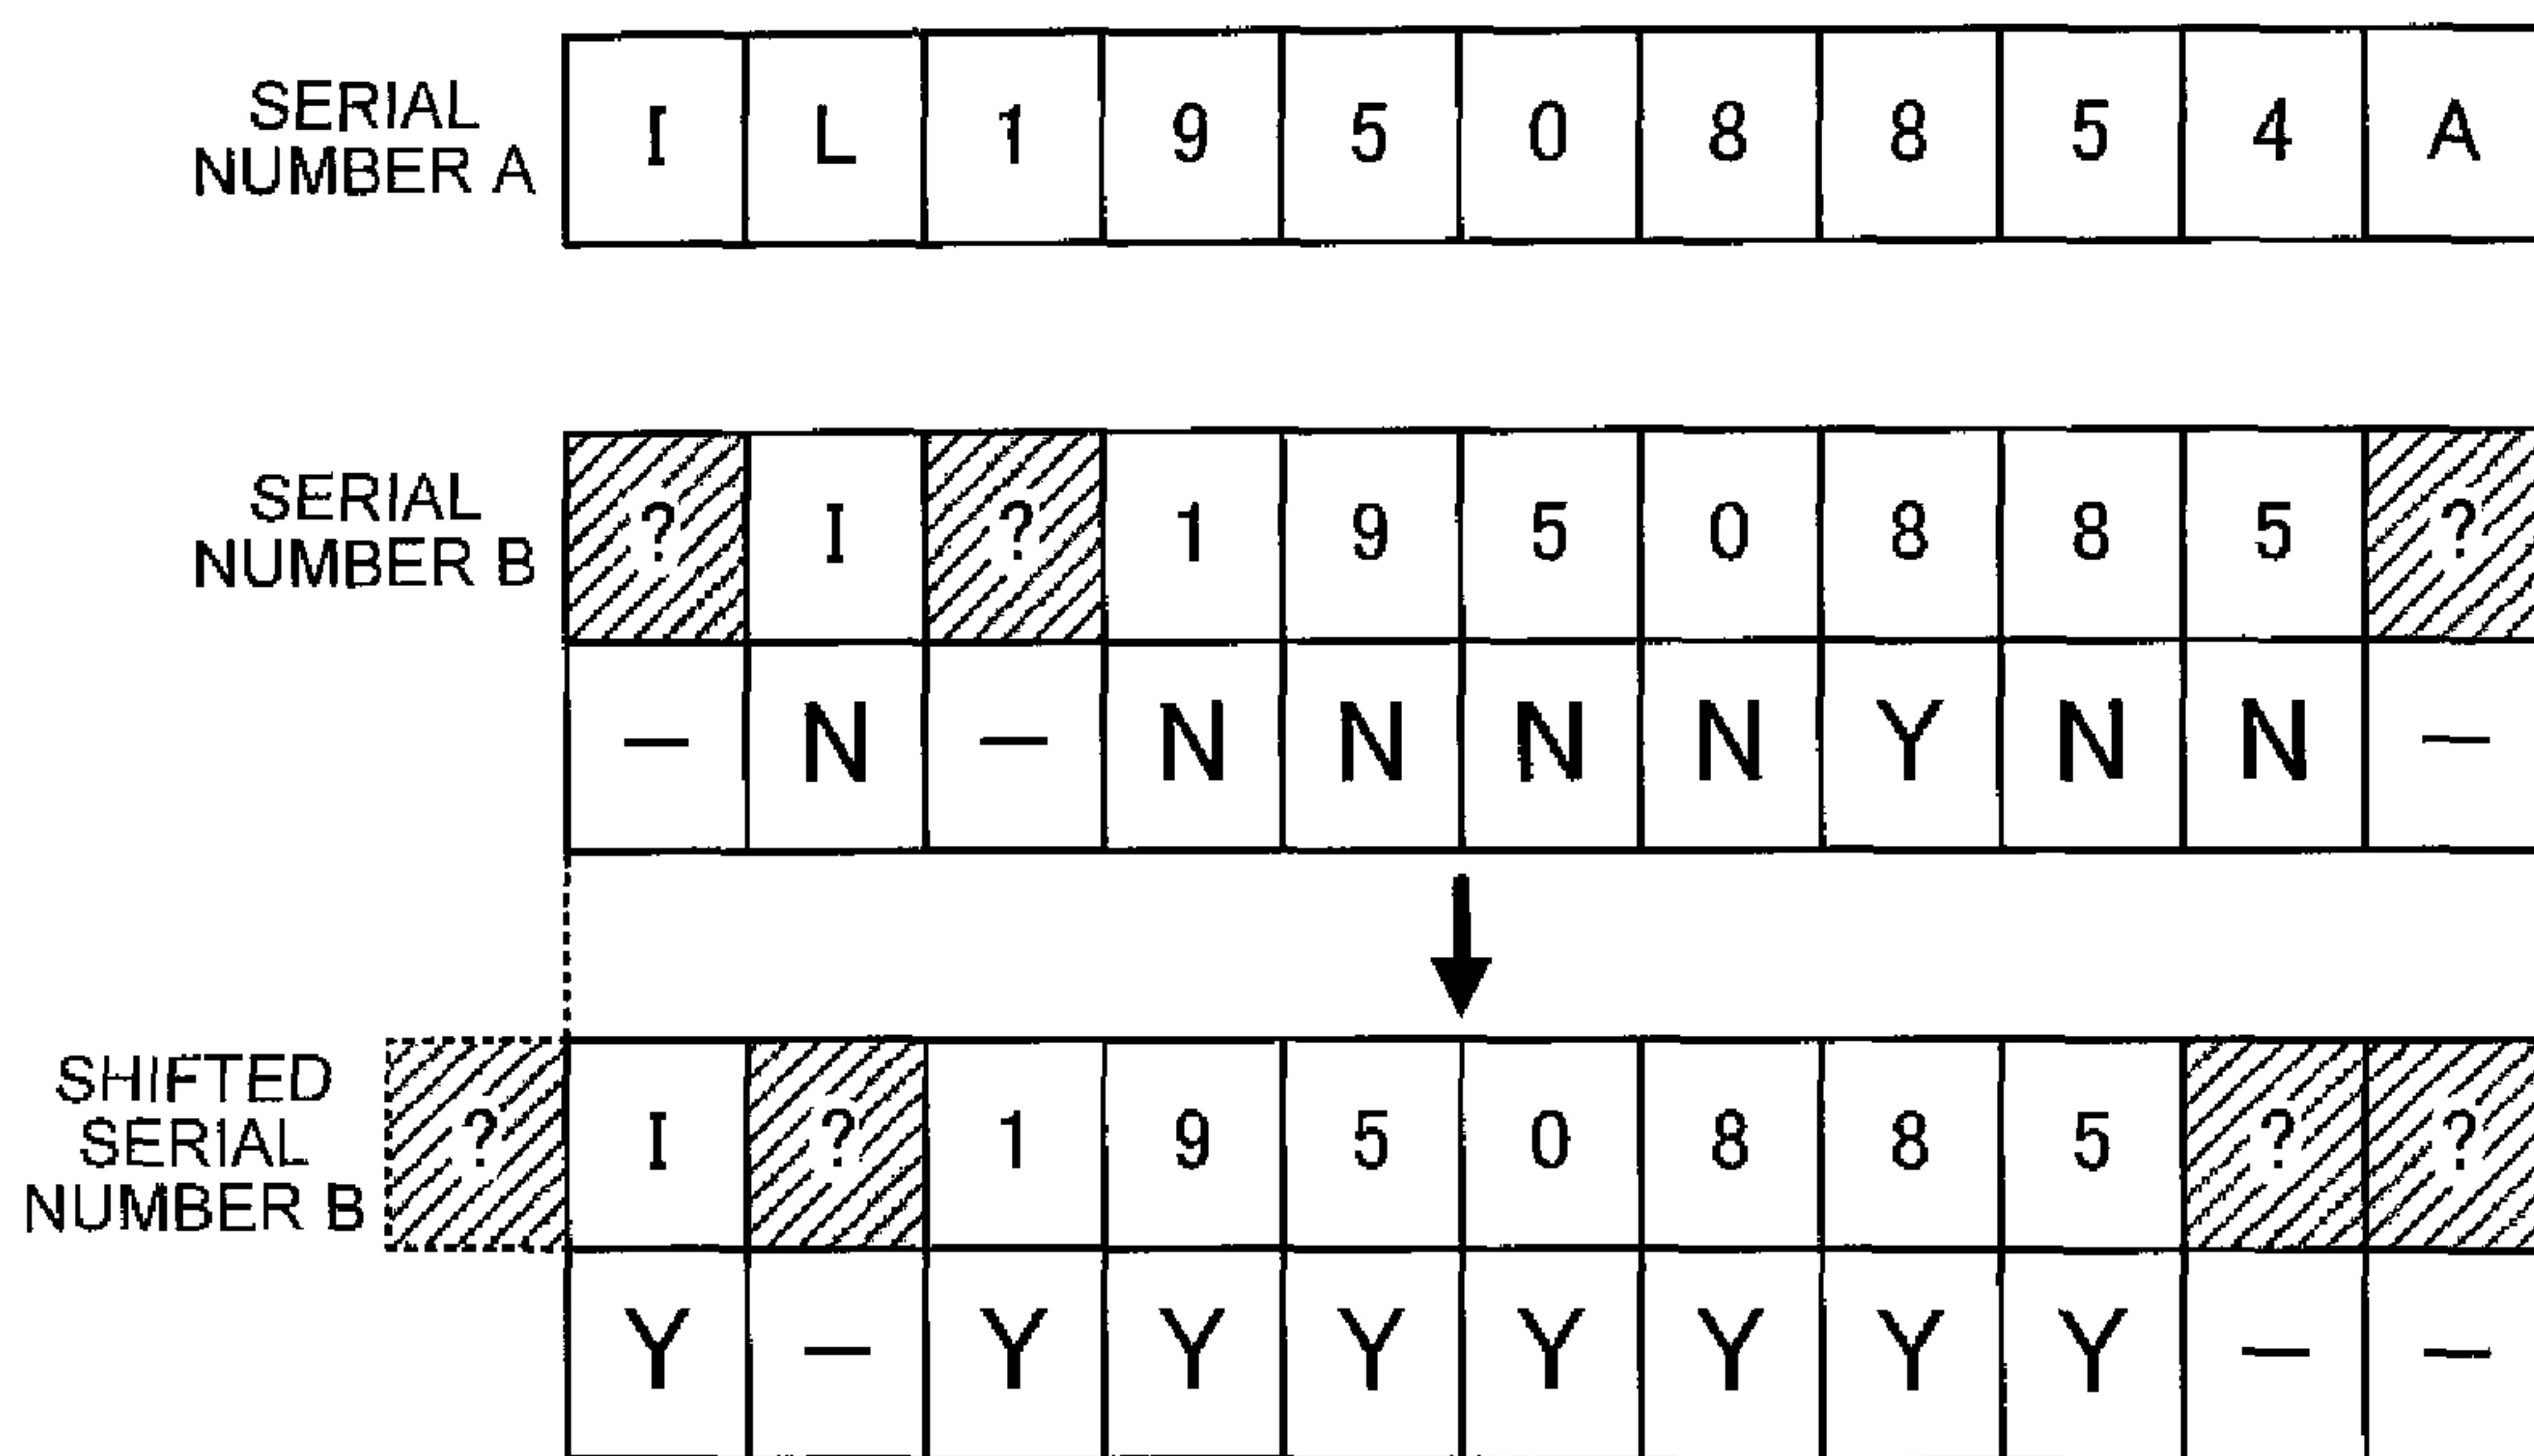 SERIAL
NUMBER A
I L 1 9 5 0 8 8 5 4 A
SERIAL
NUMBER B
? I ? 1 9 5 0 8 8 5 ?
– N – N N N N Y N N –
SHIFTED
SERIAL
NUMBER B
? I ? 1 9 5 0 8 8 5 ? ?
Y – Y Y Y Y Y Y Y – –